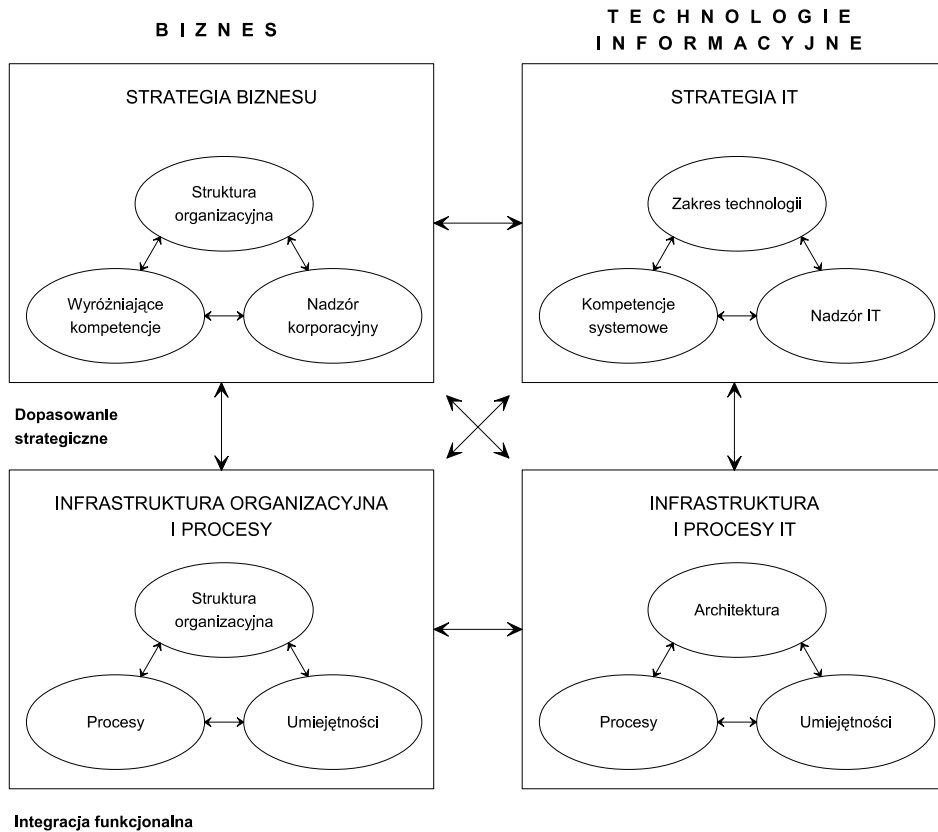 B I Z N E S
T E C H N O L O G I E
I N F O R M A C Y J N E
STRATEGIA BIZNESU
Struktura
organizacyjna
Wyróżniające
kompetencje
Nadzór
korporacyjny
STRATEGIA IT
Zakres technologii
Kompetencje
systemowe
Nadzór IT
Dopasowanie
strategiczne
INFRASTRUKTURA ORGANIZACYJNA
I PROCESY
Struktura
organizacyjna
Procesy
Umiejętności
INFRASTRUKTURA
I PROCESY IT
Architektura
Procesy
Umiejętności
Integracja funkcjonalna